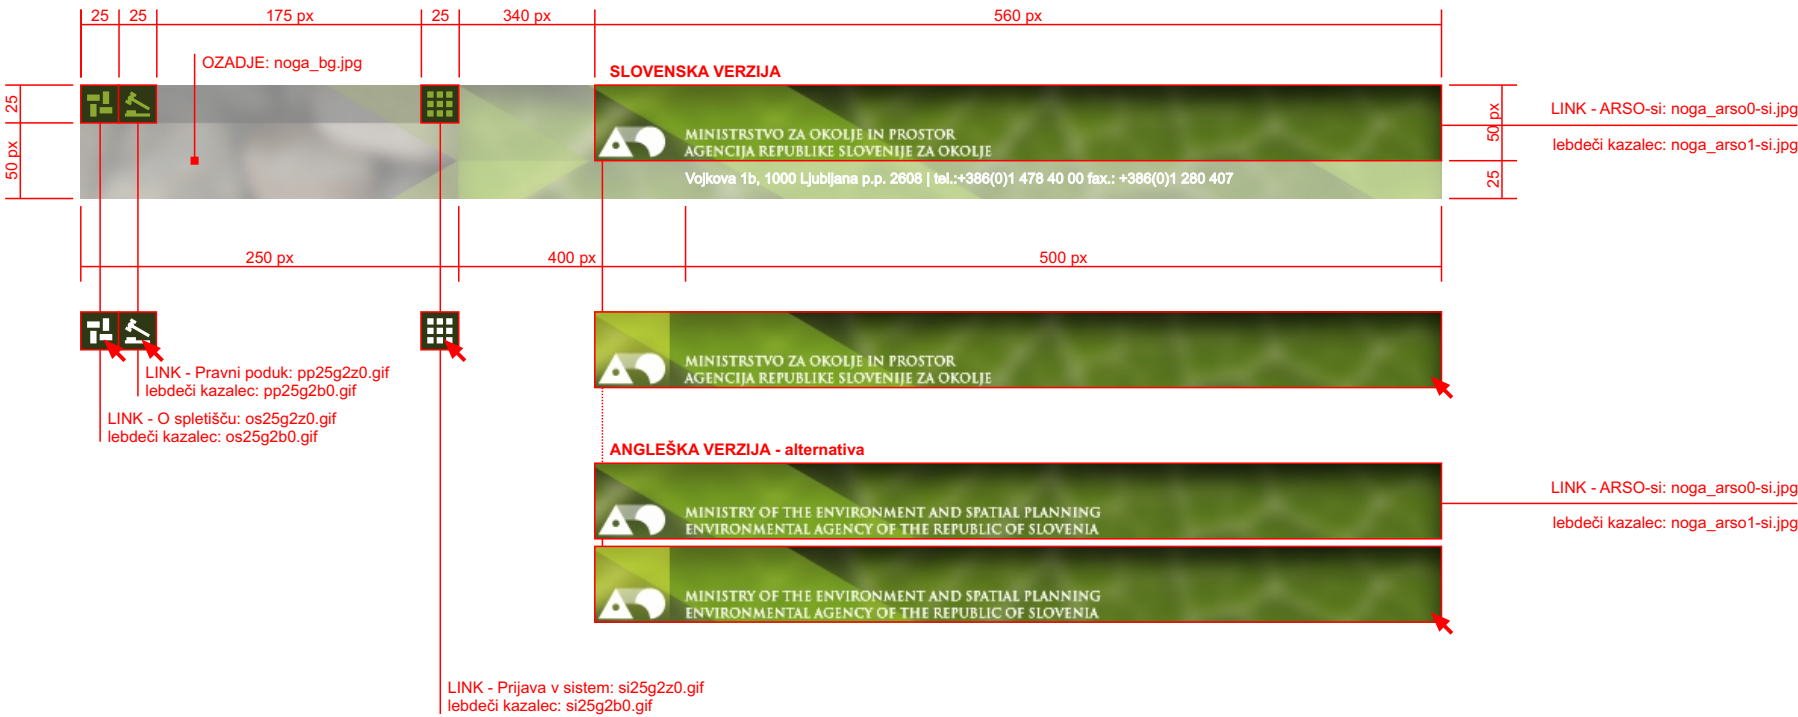 25 25 175 px 25 340 px 560 px
OZADJE: noga_bg.jpg
SLOVENSKA VERZIJA
25
50 px
MINISTRSTVO ZA OKOLJE IN PROSTOR
AGENCIJA REPUBLIKE SLOVENIJE ZA OKOLJE
Vojkova 1b, 1000 Ljubljana p.p. 2608 | tel.:+386(0)1 478 40 00 fax.: +386(0)1 280 407
50 px
25
LINK - ARSO-si: noga_arso0-si.jpg
lebdeči kazalec: noga_arso1-si.jpg
250 px 400 px 500 px
MINISTRSTVO ZA OKOLJE IN PROSTOR
AGENCIJA REPUBLIKE SLOVENIJE ZA OKOLJE
LINK - Pravni poduk: pp25g2z0.gif
lebdeči kazalec: pp25g2b0.gif
LINK - O spletišču: os25g2z0.gif
lebdeči kazalec: os25g2b0.gif
ANGLEŠKA VERZIJA - alternativa
MINISTRY OF THE ENVIRONMENT AND SPATIAL PLANNING
ENVIRONMENTAL AGENCY OF THE REPUBLIC OF SLOVENIA
LINK - ARSO-si: noga_arso0-si.jpg
lebdeči kazalec: noga_arso1-si.jpg
MINISTRY OF THE ENVIRONMENT AND SPATIAL PLANNING
ENVIRONMENTAL AGENCY OF THE REPUBLIC OF SLOVENIA
LINK - Prijava v sistem: si25g2z0.gif
lebdeči kazalec: si25g2b0.gif